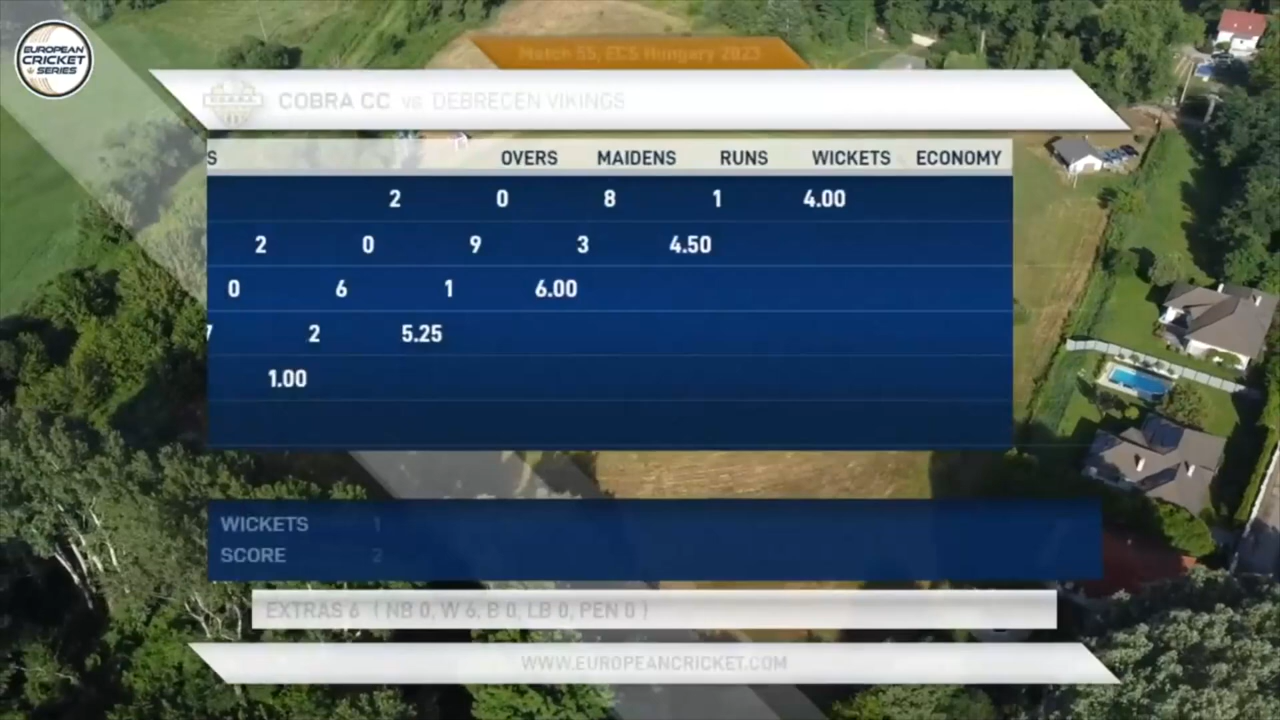 EUROPEAN
CRICKET
SERIES
Match 55, ECS Hungary
COBRA CC vs. DEBRECEN VIKINGS
S OVERS MAIDENS RUNS WICKETS ECONOMY
2 0 8 1 4.00
2 0 9 3 4.50
0 6 1 6.00
2 5.25
1.00
WICKETS 1
SCORE 2
EXTRAS 6 ( NB 0, W 6, B 0, LB 0, PEN 0 )
WWW.EUROPEANCRICKET.COM